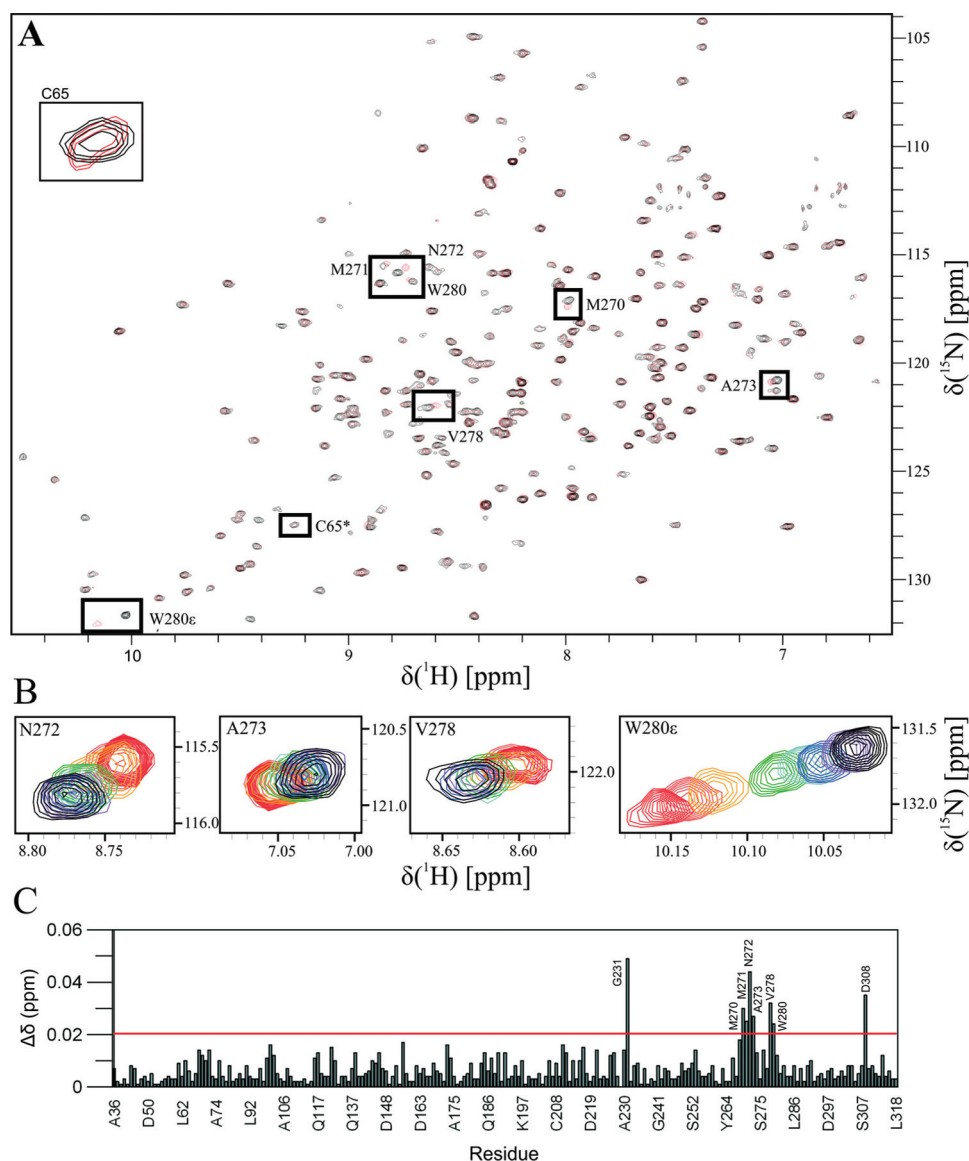 A
C65
M271
N272
W280
M270
A273
V278
C65*
W280ε
105
110
115
120
125
130
δ(¹⁵N) [ppm]
10
9
8
7
δ(¹H) [ppm]
B
N272
115.5
116.0
8.80
8.75
A273
120.5
121.0
7.05
7.00
V278
122.0
8.65
8.60
W280ε
131.5
132.0
10.15
10.10
10.05
δ(¹⁵N) [ppm]
δ(¹H) [ppm]
C
0.06
0.04
0.02
0
Δδ (ppm)
G231
M270
M271
N272
A273
V278
W280
D308
A36
D50
L62
A74
L92
A106
Q117
Q137
D148
D163
A175
Q186
K197
C208
D219
A230
G241
S252
Y264
S275
L286
D297
S307
L318
Residue